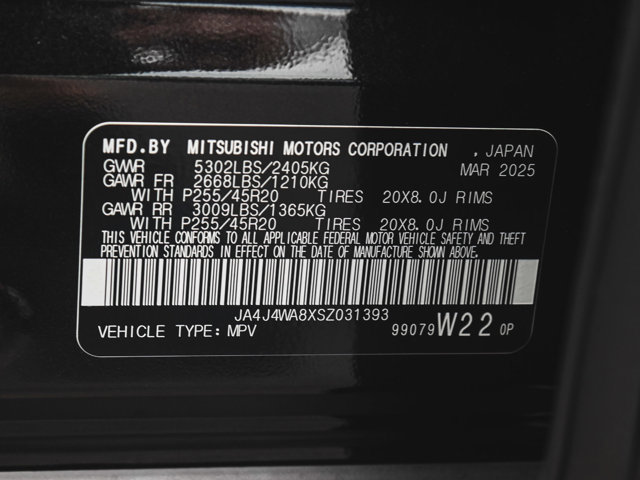 MFD.BY MITSUBISHI MOTORS CORPORATION , JAPAN
GVWR 5302LBS/2405KG MAR 2025
GAWR FR 2668LBS/1210KG
WITH P255/45R20 TIRES 20X8.0J RIMS
GAWR RR 3009LBS/1365KG
WITH P255/45R20 TIRES 20X8.0J RIMS
THIS VEHICLE CONFORMS TO ALL APPLICABLE FEDERAL MOTOR VEHICLE SAFETY AND THEFT
PREVENTION STANDARDS IN EFFECT ON THE DATE OF MANUFACTURE SHOWN ABOVE.
JA4J4WA8XSZ031393
VEHICLE TYPE: MPV 99079 W22 0P